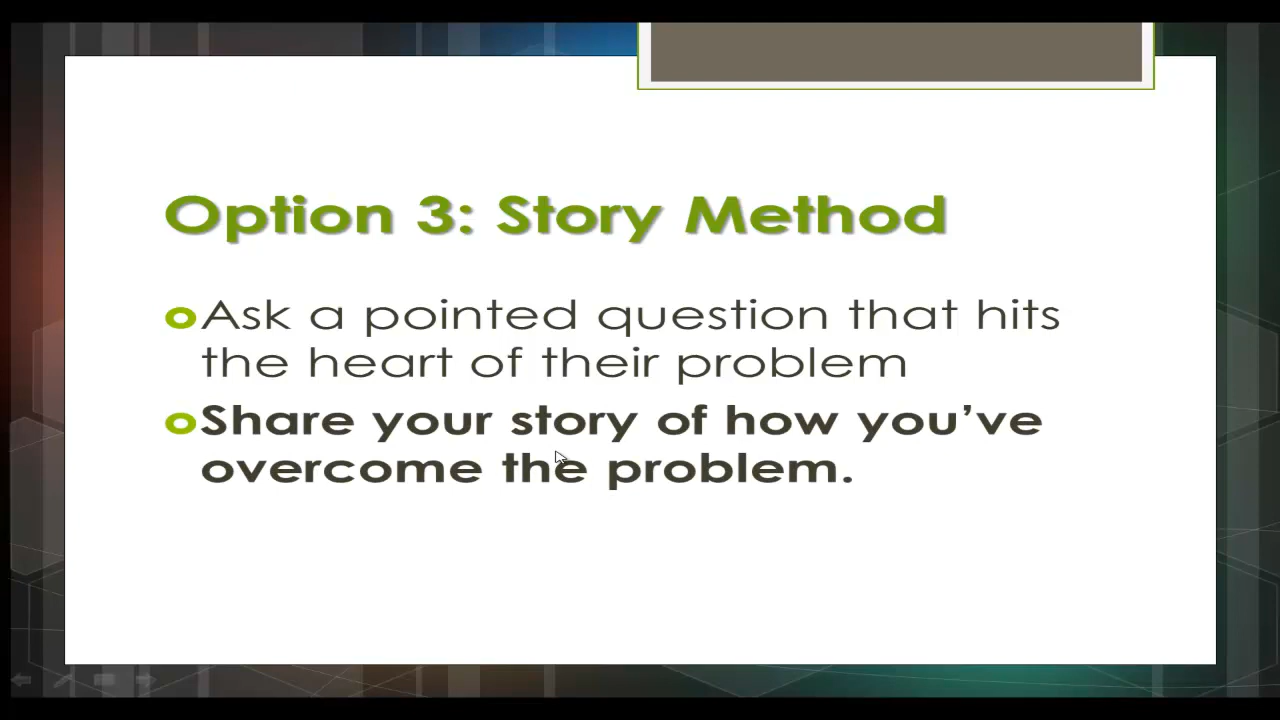 Option 3: Story Method
Ask a pointed question that hits
the heart of their problem
Share your story of how you’ve
overcome the problem.